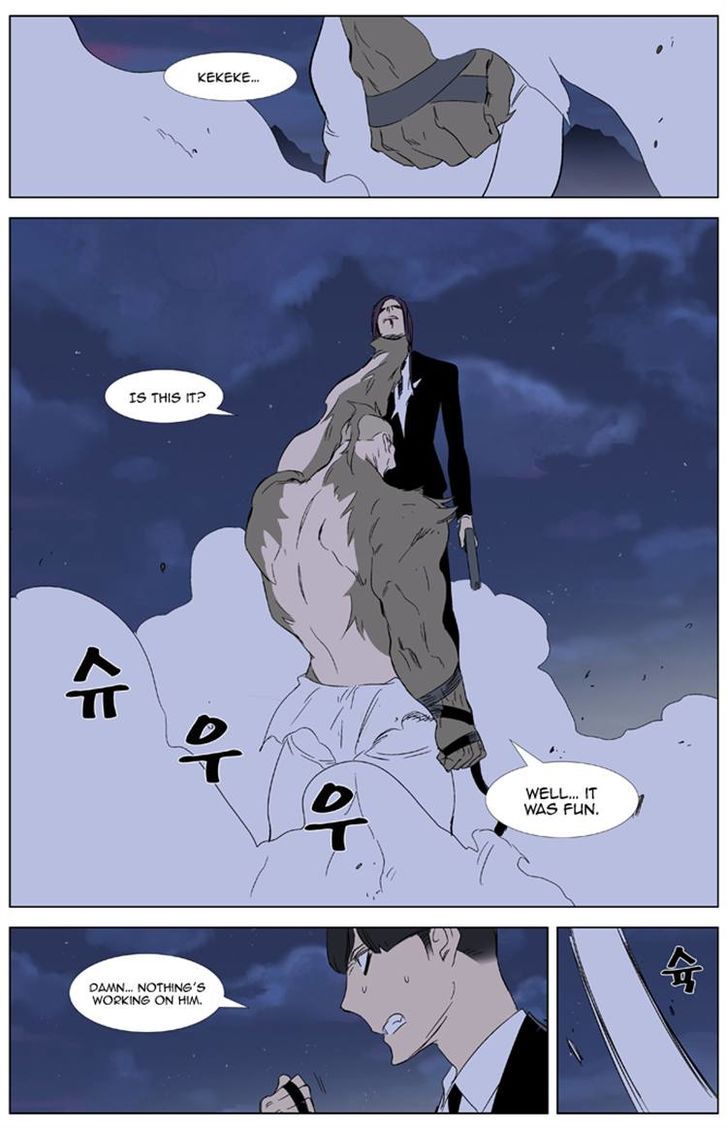 KEKEKE...
IS THIS IT?
슈
우
우
WELL... IT
WAS FUN.
DAMN... NOTHING'S
WORKING ON HIM.
슉